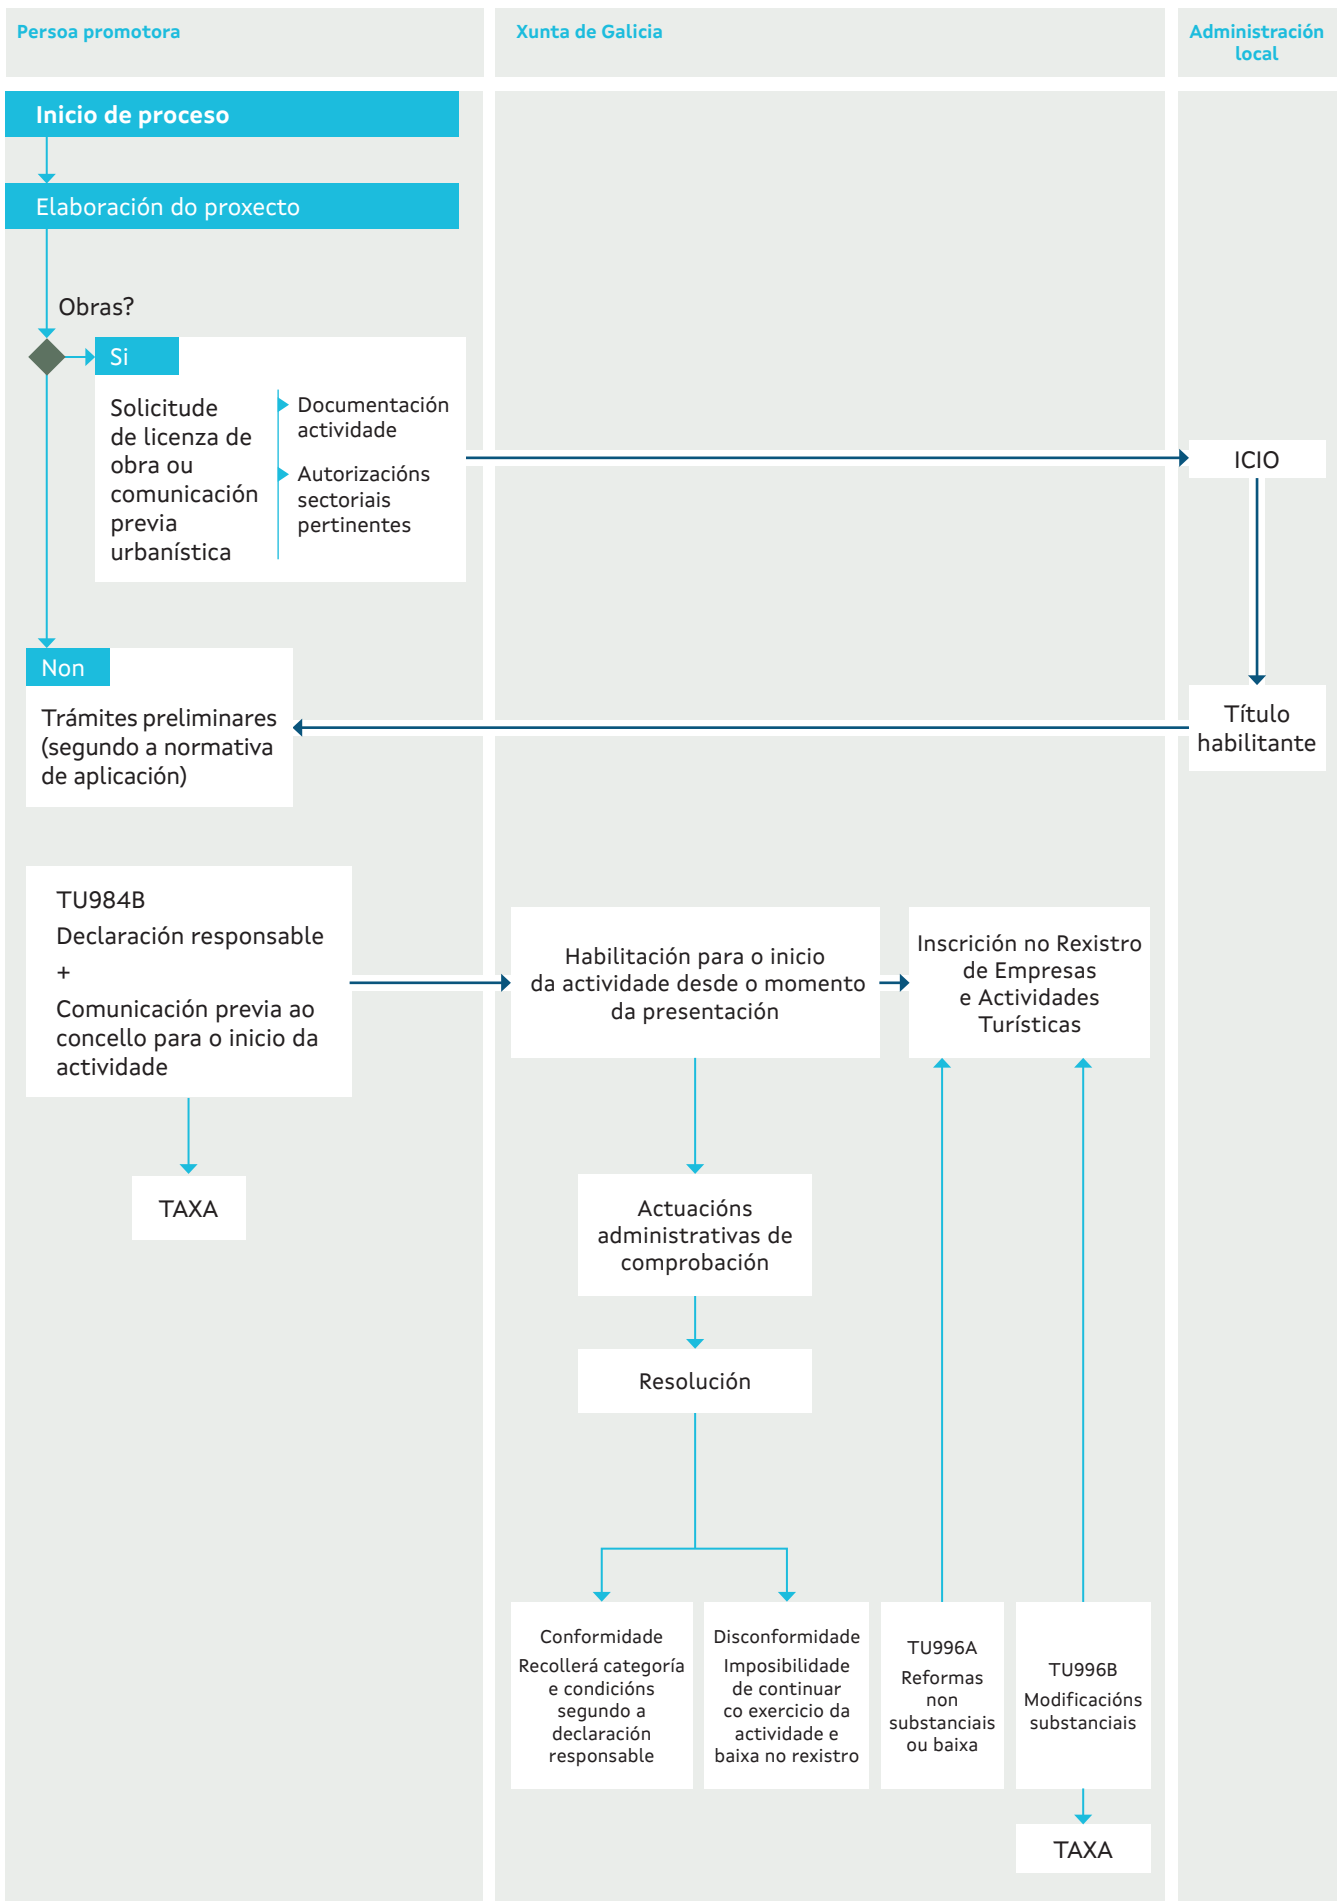 Persoa promotora
Xunta de Galicia
Administración
local
Inicio de proceso
Elaboración do proxecto
Obras?
Si
Solicitude
de licenza de
obra ou
comunicación
previa
urbanística
Documentación
actividade
Autorizacións
sectoriais
pertinentes
ICIO
Non
Trámites preliminares
(segundo a normativa
de aplicación)
Título
habilitante
TU984B
Declaración responsable
+
Comunicación previa ao
concello para o inicio da
actividade
Habilitación para o inicio
da actividade desde o momento
da presentación
Inscrición no Rexistro
de Empresas
e Actividades
Turísticas
TAXA
Actuacións
administrativas de
comprobación
Resolución
Conformidade
Recollerá categoría
e condicións
segundo a
declaración
responsable
Disconformidade
Imposibilidade
de continuar
co exercicio da
actividade e
baixa no rexistro
TU996A
Reformas
non
substanciais
ou baixa
TU996B
Modificacións
substanciais
TAXA